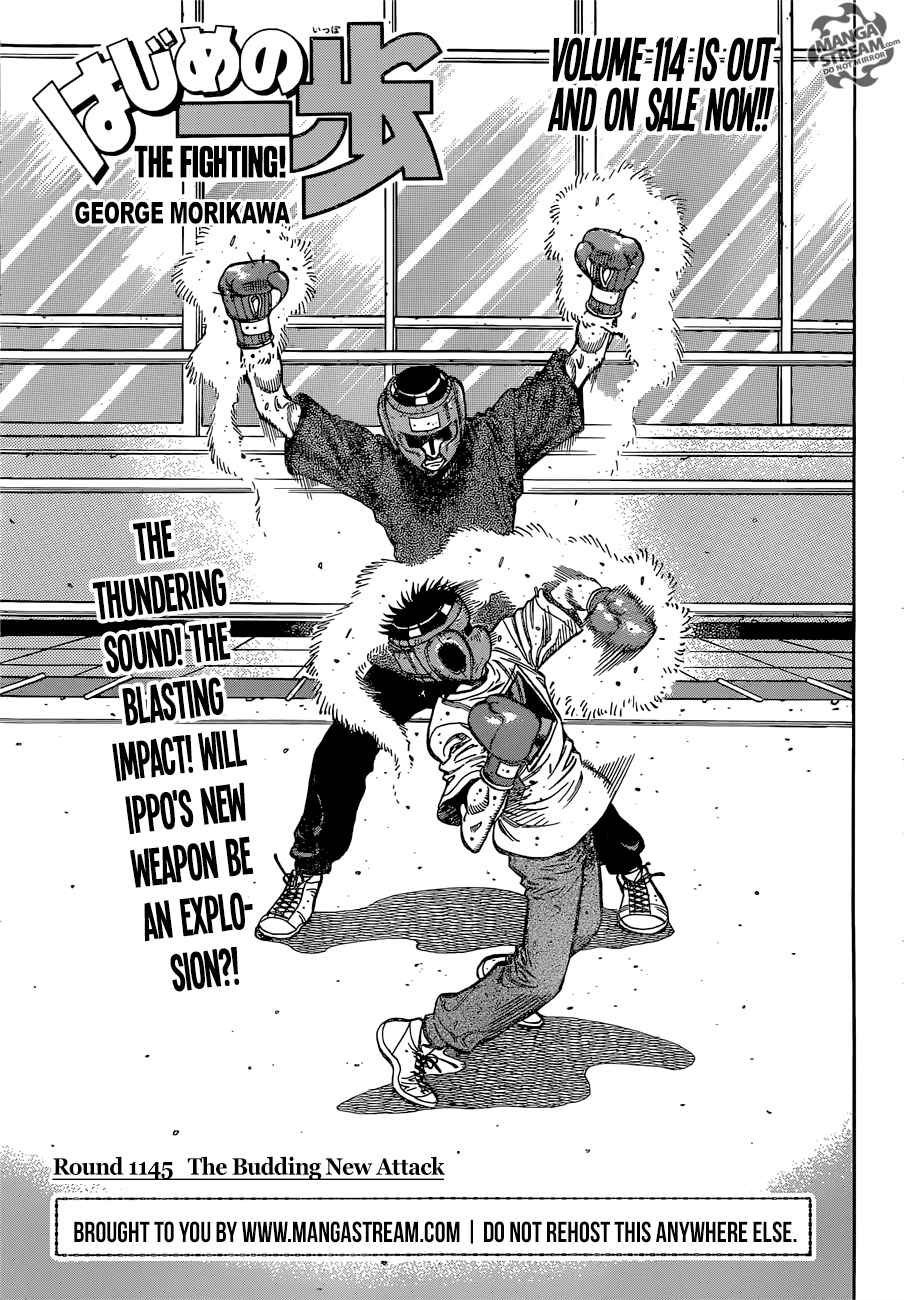 はじめの一歩
いっぽ
THE FIGHTING!
GEORGE MORIKAWA
VOLUME 114 IS OUT
AND ON SALE NOW!!
MANGA
STREAM.com
DO NOT MIRROR
THE
THUNDERING
SOUND! THE
BLASTING
IMPACT! WILL
IPPO'S NEW
WEAPON BE
AN EXPLO-
SION?!
Round 1145 The Budding New Attack
BROUGHT TO YOU BY WWW.MANGASTREAM.COM | DO NOT REHOST THIS ANYWHERE ELSE.